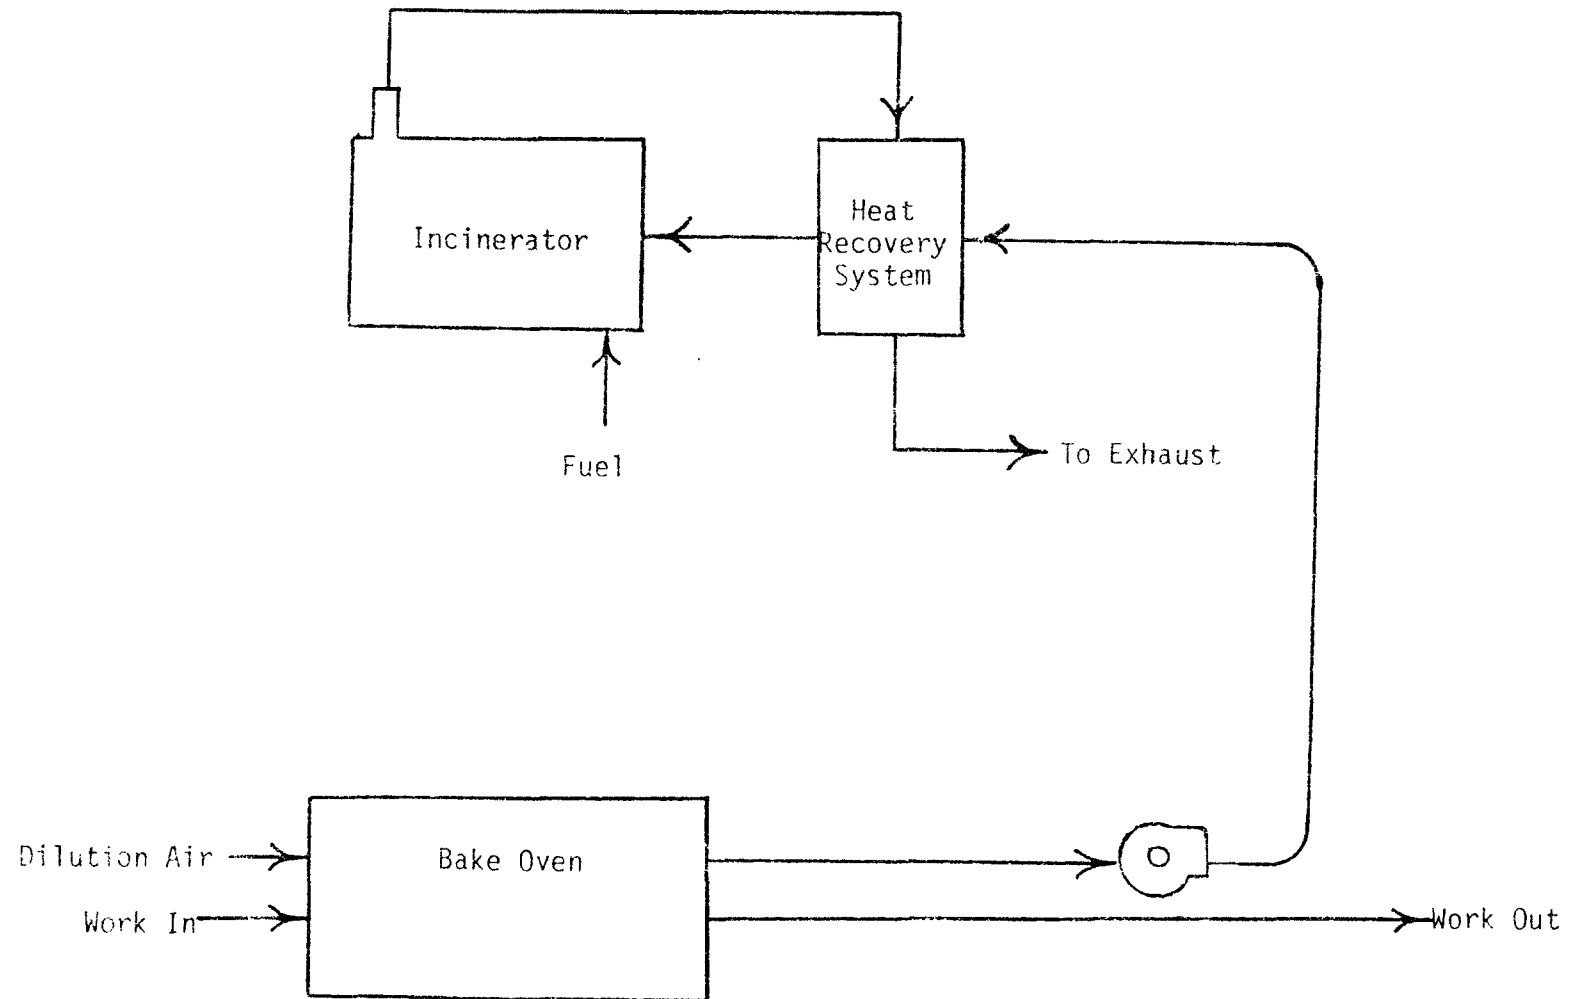 Incinerator
Heat
Recovery
System
Fuel
To Exhaust
Dilution Air
Bake Oven
Work In
Work Out